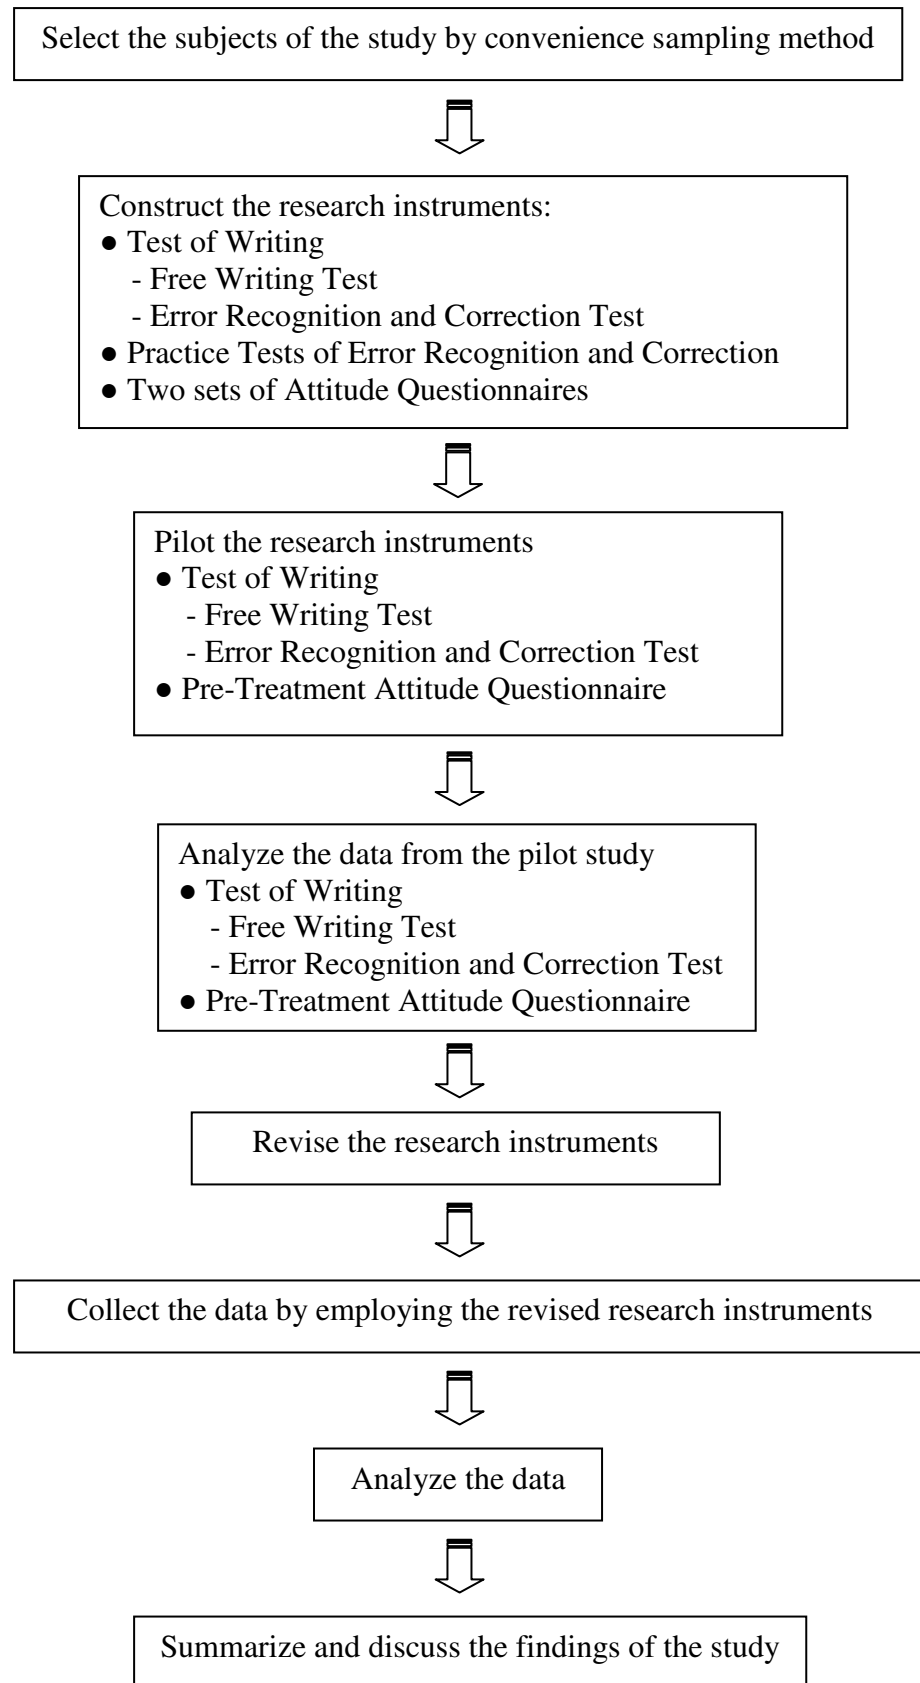 Select the subjects of the study by convenience sampling method
Construct the research instruments:
● Test of Writing
- Free Writing Test
- Error Recognition and Correction Test
● Practice Tests of Error Recognition and Correction
● Two sets of Attitude Questionnaires
Pilot the research instruments
● Test of Writing
- Free Writing Test
- Error Recognition and Correction Test
● Pre-Treatment Attitude Questionnaire
Analyze the data from the pilot study
● Test of Writing
- Free Writing Test
- Error Recognition and Correction Test
● Pre-Treatment Attitude Questionnaire
Revise the research instruments
Collect the data by employing the revised research instruments
Analyze the data
Summarize and discuss the findings of the study